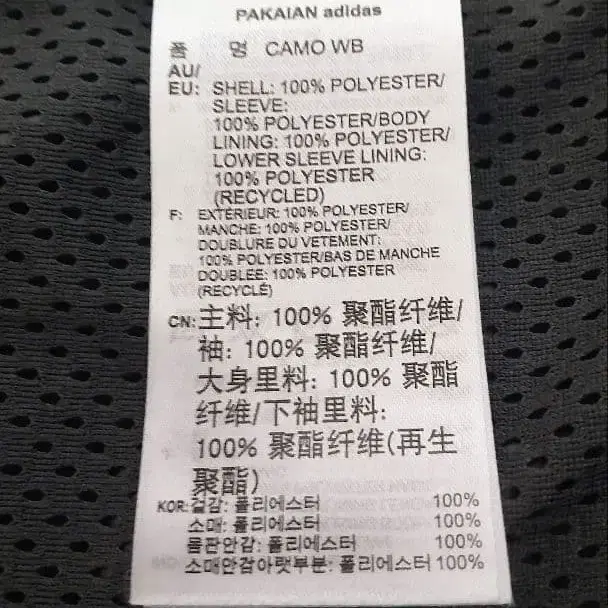 PAKAIAN adidas
품 명 CAMO WB
AU/
EU: SHELL: 100% POLYESTER/
SLEEVE:
100% POLYESTER/BODY
LINING: 100% POLYESTER/
LOWER SLEEVE LINING:
100% POLYESTER
(RECYCLED)
F: EXTÉRIEUR: 100% POLYESTER/
MANCHE: 100% POLYESTER/
DOUBLURE DU VETEMENT:
100% POLYESTER/BAS DE MANCHE
DOUBLEE: 100% POLYESTER
(RECYCLÉ)
CN: 主料: 100% 聚酯纤维/
袖: 100% 聚酯纤维/
大身里料: 100% 聚酯
纤维/下袖里料:
100% 聚酯纤维(再生
聚酯)
KOR: 겉감: 폴리에스터 100%
소매: 폴리에스터 100%
몸판안감: 폴리에스터 100%
소매안감아랫부분: 폴리에스터 100%